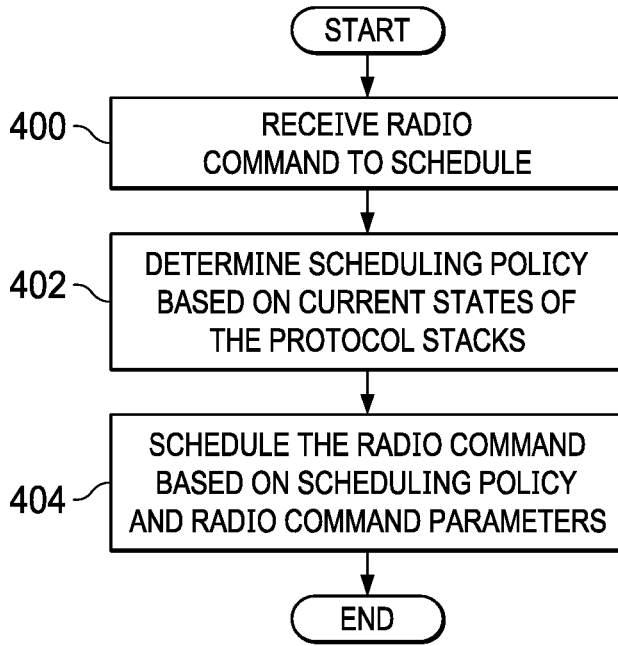 START
400
RECEIVE RADIO
COMMAND TO SCHEDULE
402
DETERMINE SCHEDULING POLICY
BASED ON CURRENT STATES OF
THE PROTOCOL STACKS
404
SCHEDULE THE RADIO COMMAND
BASED ON SCHEDULING POLICY
AND RADIO COMMAND PARAMETERS
END